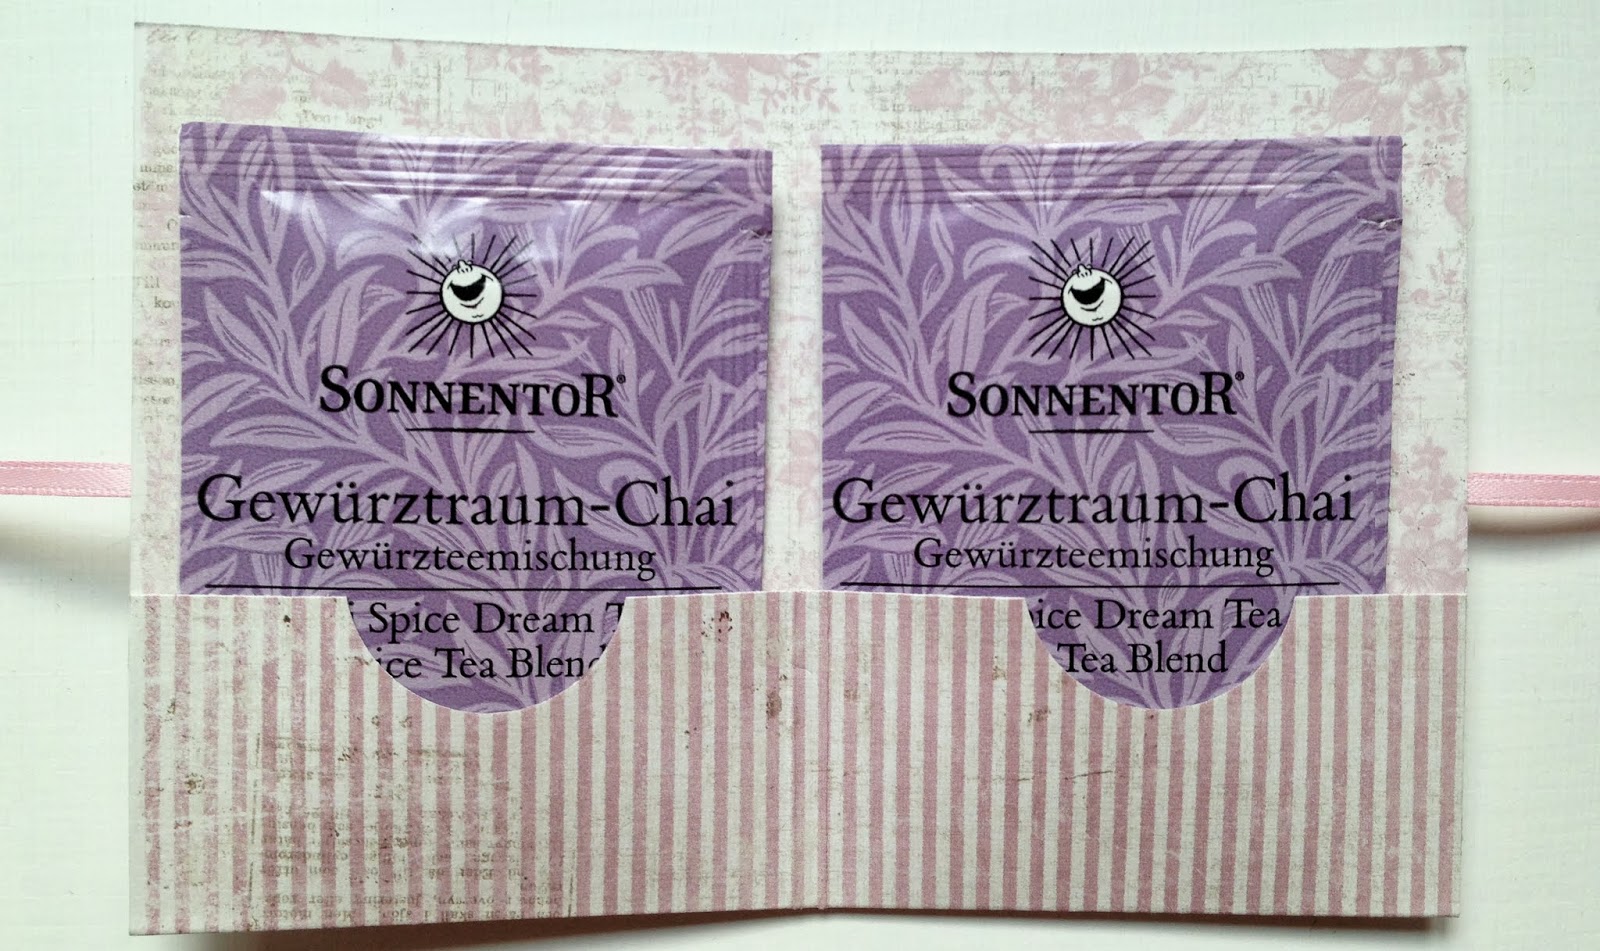 SONNENTOR®
Gewürztraum-Chai
Gewürzteemischung
Spice Dream
Tea Blend
SONNENTOR®
Gewürztraum-Chai
Gewürzteemischung
Dream Tea
Tea Blend